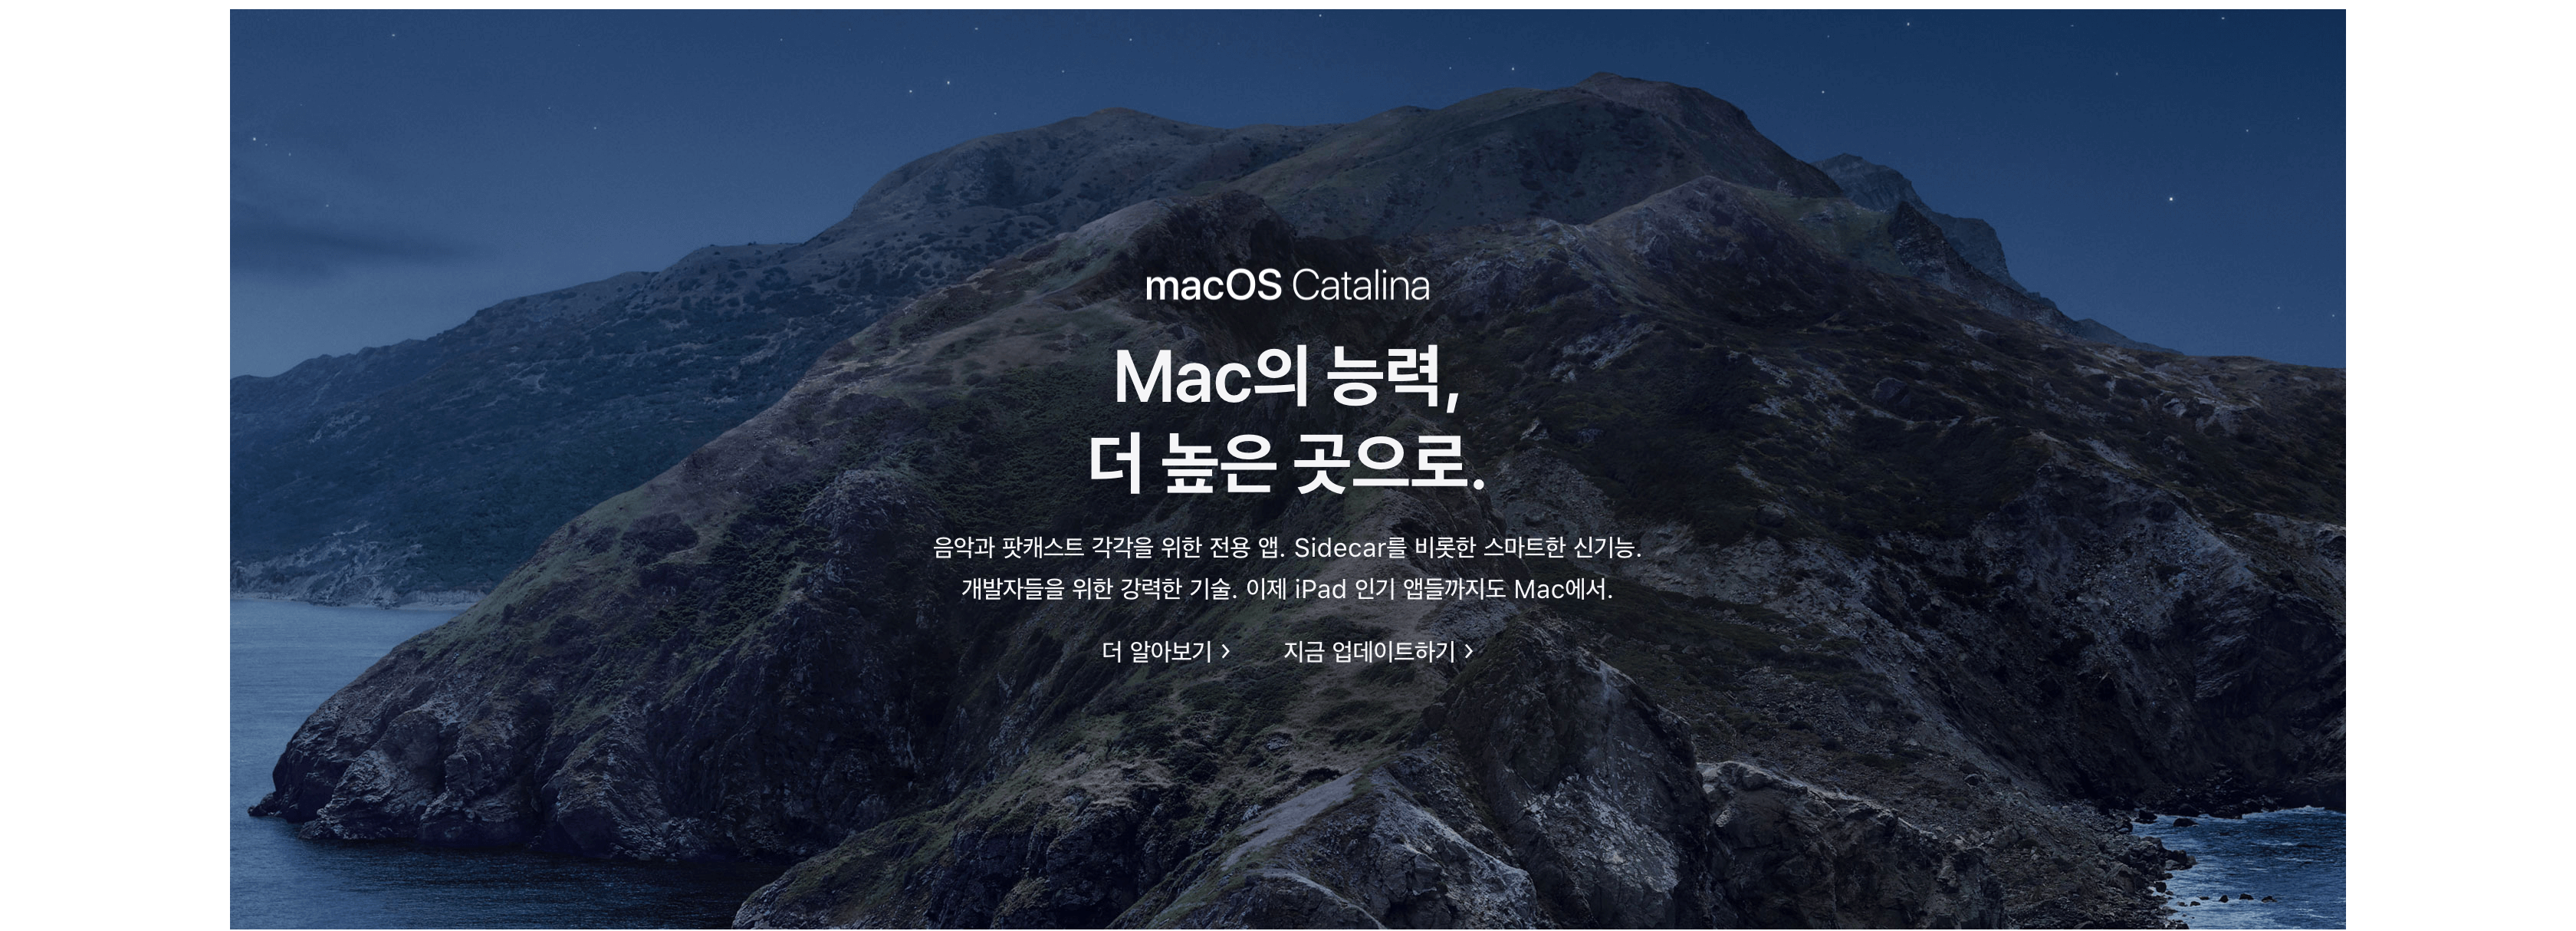 macOS Catalina
Mac의 능력,
더 높은 곳으로.
음악과 팟캐스트 각각을 위한 전용 앱. Sidecar를 비롯한 스마트한 신기능.
개발자들을 위한 강력한 기술. 이제 iPad 인기 앱들까지도 Mac에서.
더 알아보기 > 지금 업데이트하기 >